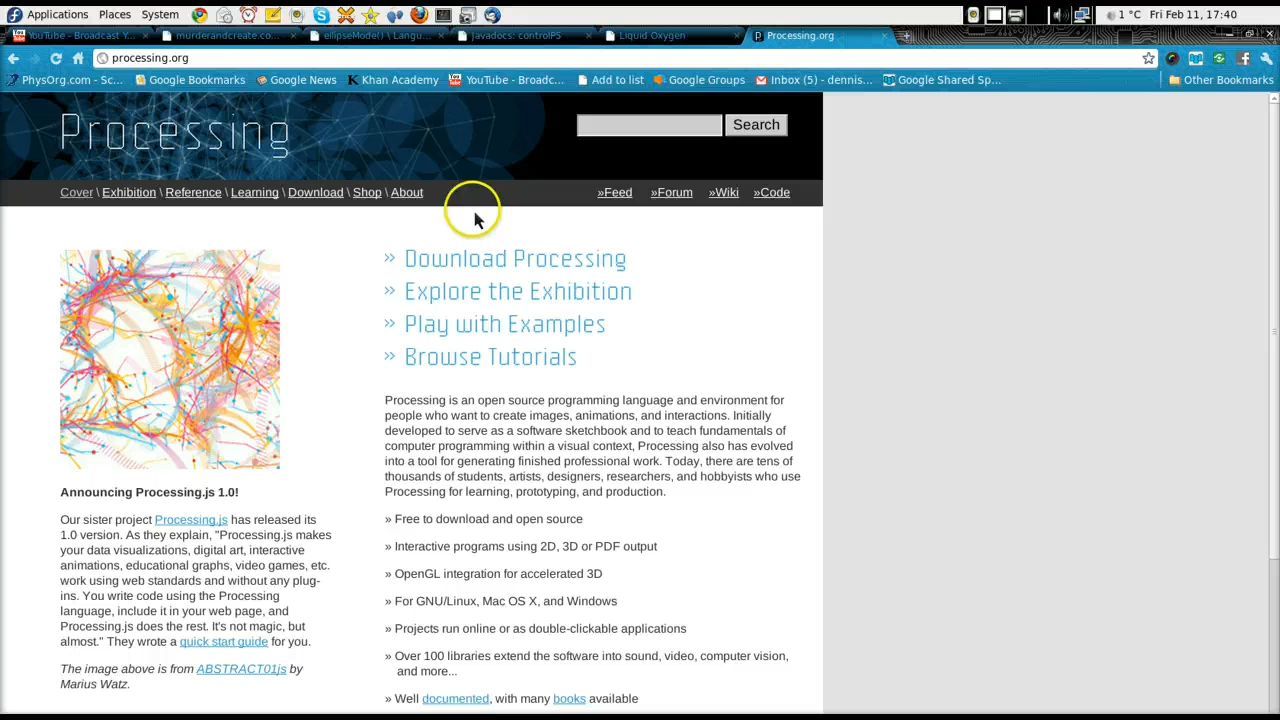 Applications Places System 1 °C Fri Feb 11, 17:40
YouTube - Broadcast Y... murderandcreate.co... ellipseMode() \ Langu... Javadocs: controlP5 Liquid Oxygen Processing.org
processing.org
PhysOrg.com - Sc... Google Bookmarks Google News Khan Academy YouTube - Broadc... Add to list Google Groups Inbox (5) - dennis... Google Shared Sp... Other Bookmarks
Processing
Search
Cover \ Exhibition \ Reference \ Learning \ Download \ Shop \ About »Feed »Forum »Wiki »Code
» Download Processing
» Explore the Exhibition
» Play with Examples
» Browse Tutorials
Processing is an open source programming language and environment for
people who want to create images, animations, and interactions. Initially
developed to serve as a software sketchbook and to teach fundamentals of
computer programming within a visual context, Processing also has evolved
into a tool for generating finished professional work. Today, there are tens of
thousands of students, artists, designers, researchers, and hobbyists who use
Processing for learning, prototyping, and production.
» Free to download and open source
» Interactive programs using 2D, 3D or PDF output
» OpenGL integration for accelerated 3D
» For GNU/Linux, Mac OS X, and Windows
» Projects run online or as double-clickable applications
» Over 100 libraries extend the software into sound, video, computer vision,
and more...
» Well documented, with many books available
Announcing Processing.js 1.0!
Our sister project Processing.js has released its
1.0 version. As they explain, "Processing.js makes
your data visualizations, digital art, interactive
animations, educational graphs, video games, etc.
work using web standards and without any plug-
ins. You write code using the Processing
language, include it in your web page, and
Processing.js does the rest. It's not magic, but
almost." They wrote a quick start guide for you.
The image above is from ABSTRACT01js by
Marius Watz.